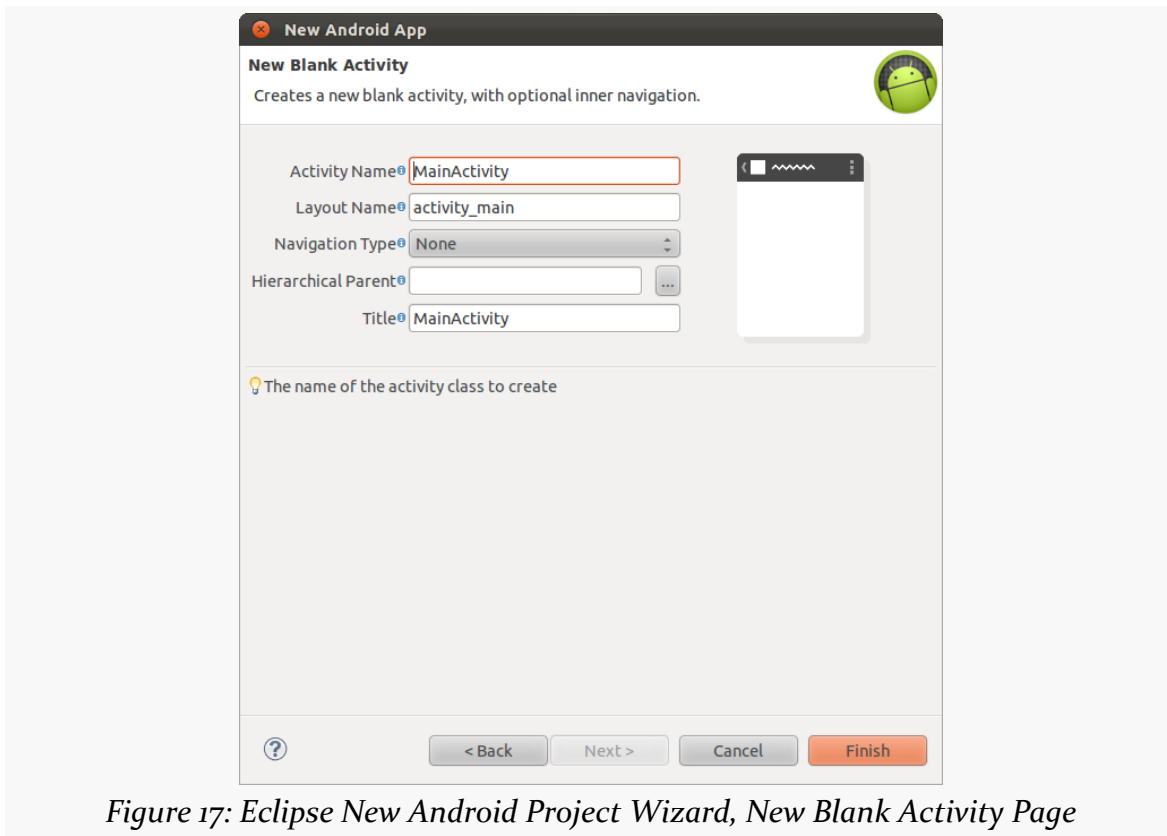 New Android App
New Blank Activity
Creates a new blank activity, with optional inner navigation.
Activity Name MainActivity
Layout Name activity_main
Navigation Type None
Hierarchical Parent ...
Title MainActivity
The name of the activity class to create
? < Back Next > Cancel Finish
Figure 17: Eclipse New Android Project Wizard, New Blank Activity Page